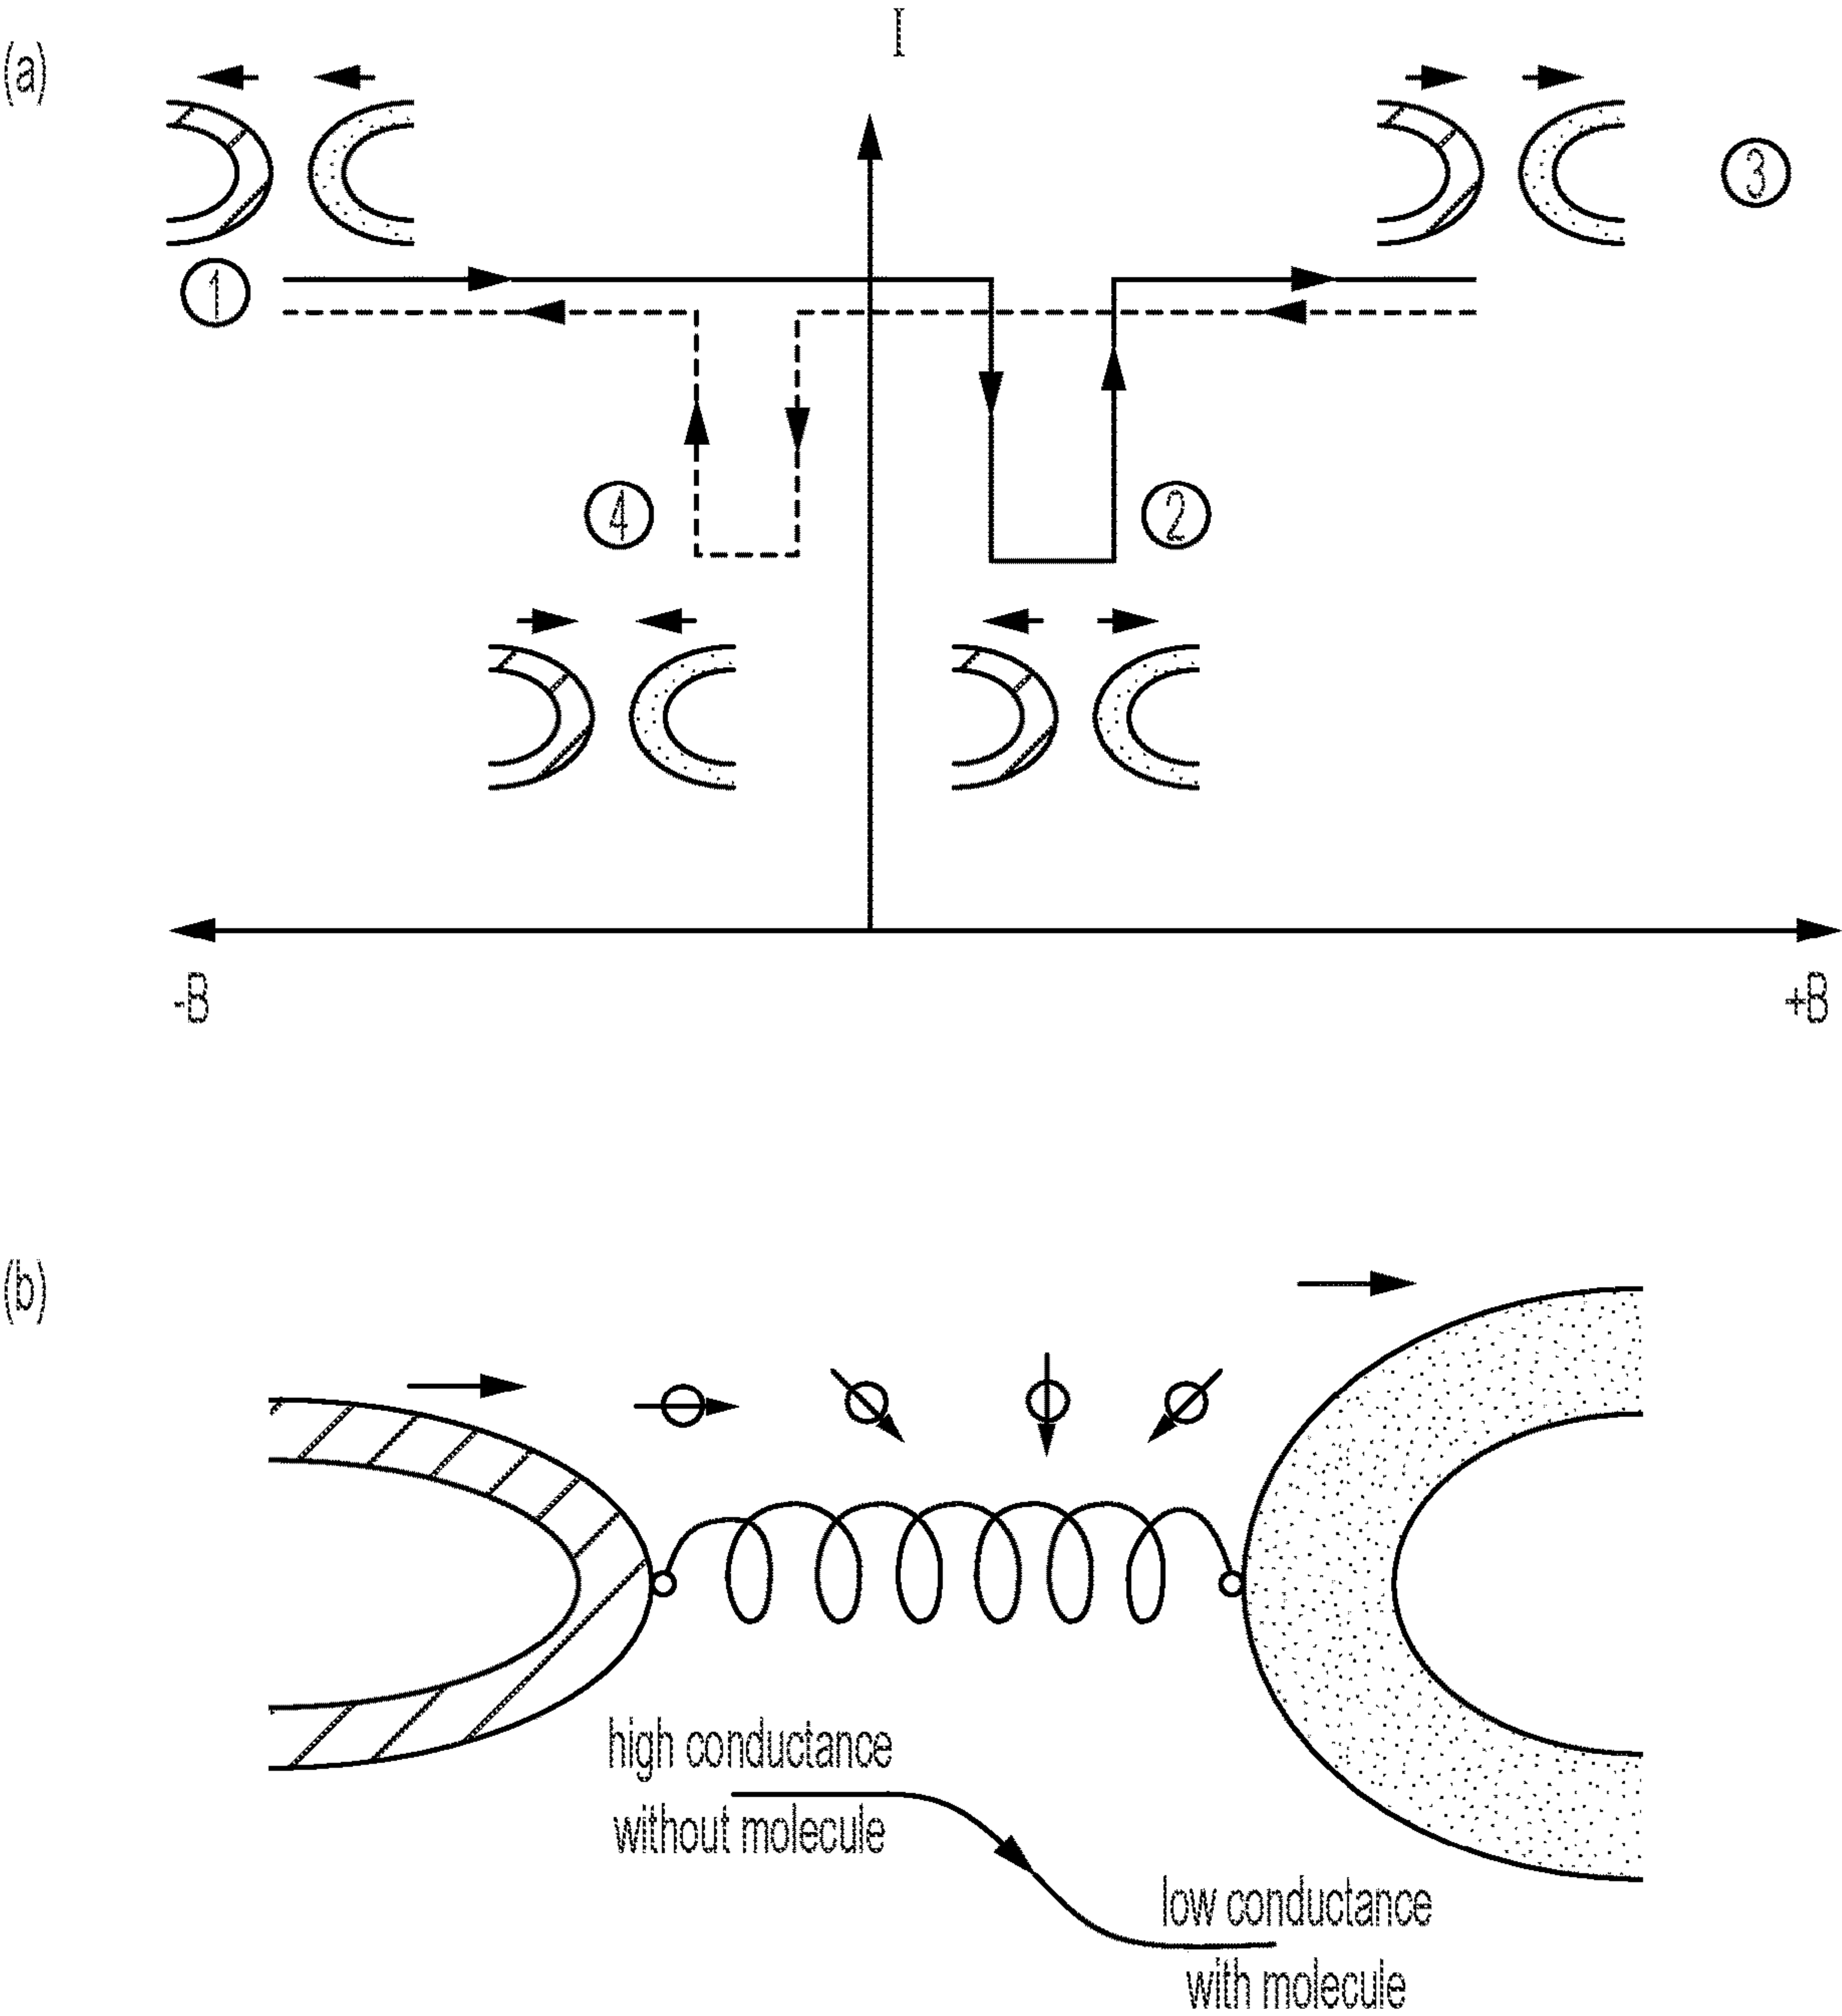 (a)
I
3
1
4
2
-B
+B
(b)
high conductance
without molecule
low conductance
with molecule